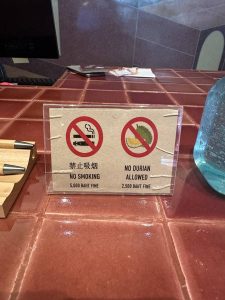 禁止吸烟
NO SMOKING
5,000 BAHT FINE
NO DURIAN
ALLOWED
2,500 BAHT FINE